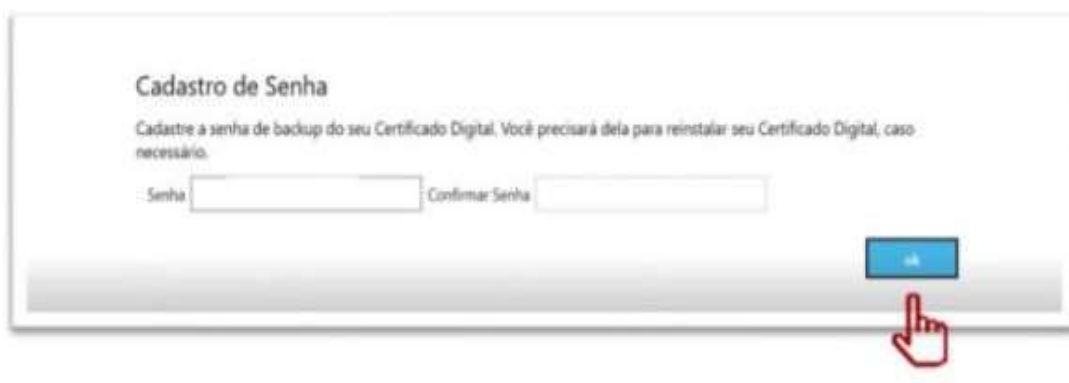 Cadastro de Senha
Cadastre a senha de backup do seu Certificado Digital. Você precisará dela para reinstalar seu Certificado Digital, caso
necessário.
Senha Confirmar Senha
ok